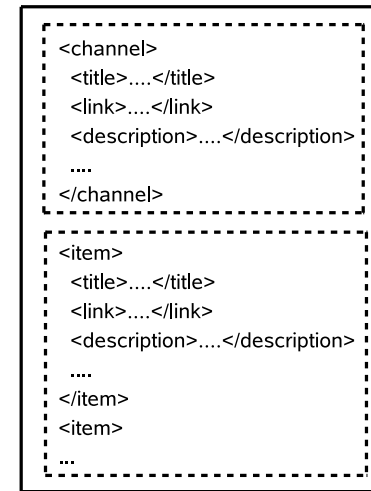 <channel>
<title>....</title>
<link>....</link>
<description>....</description>
....
</channel>
<item>
<title>....</title>
<link>....</link>
<description>....</description>
....
</item>
<item>
...